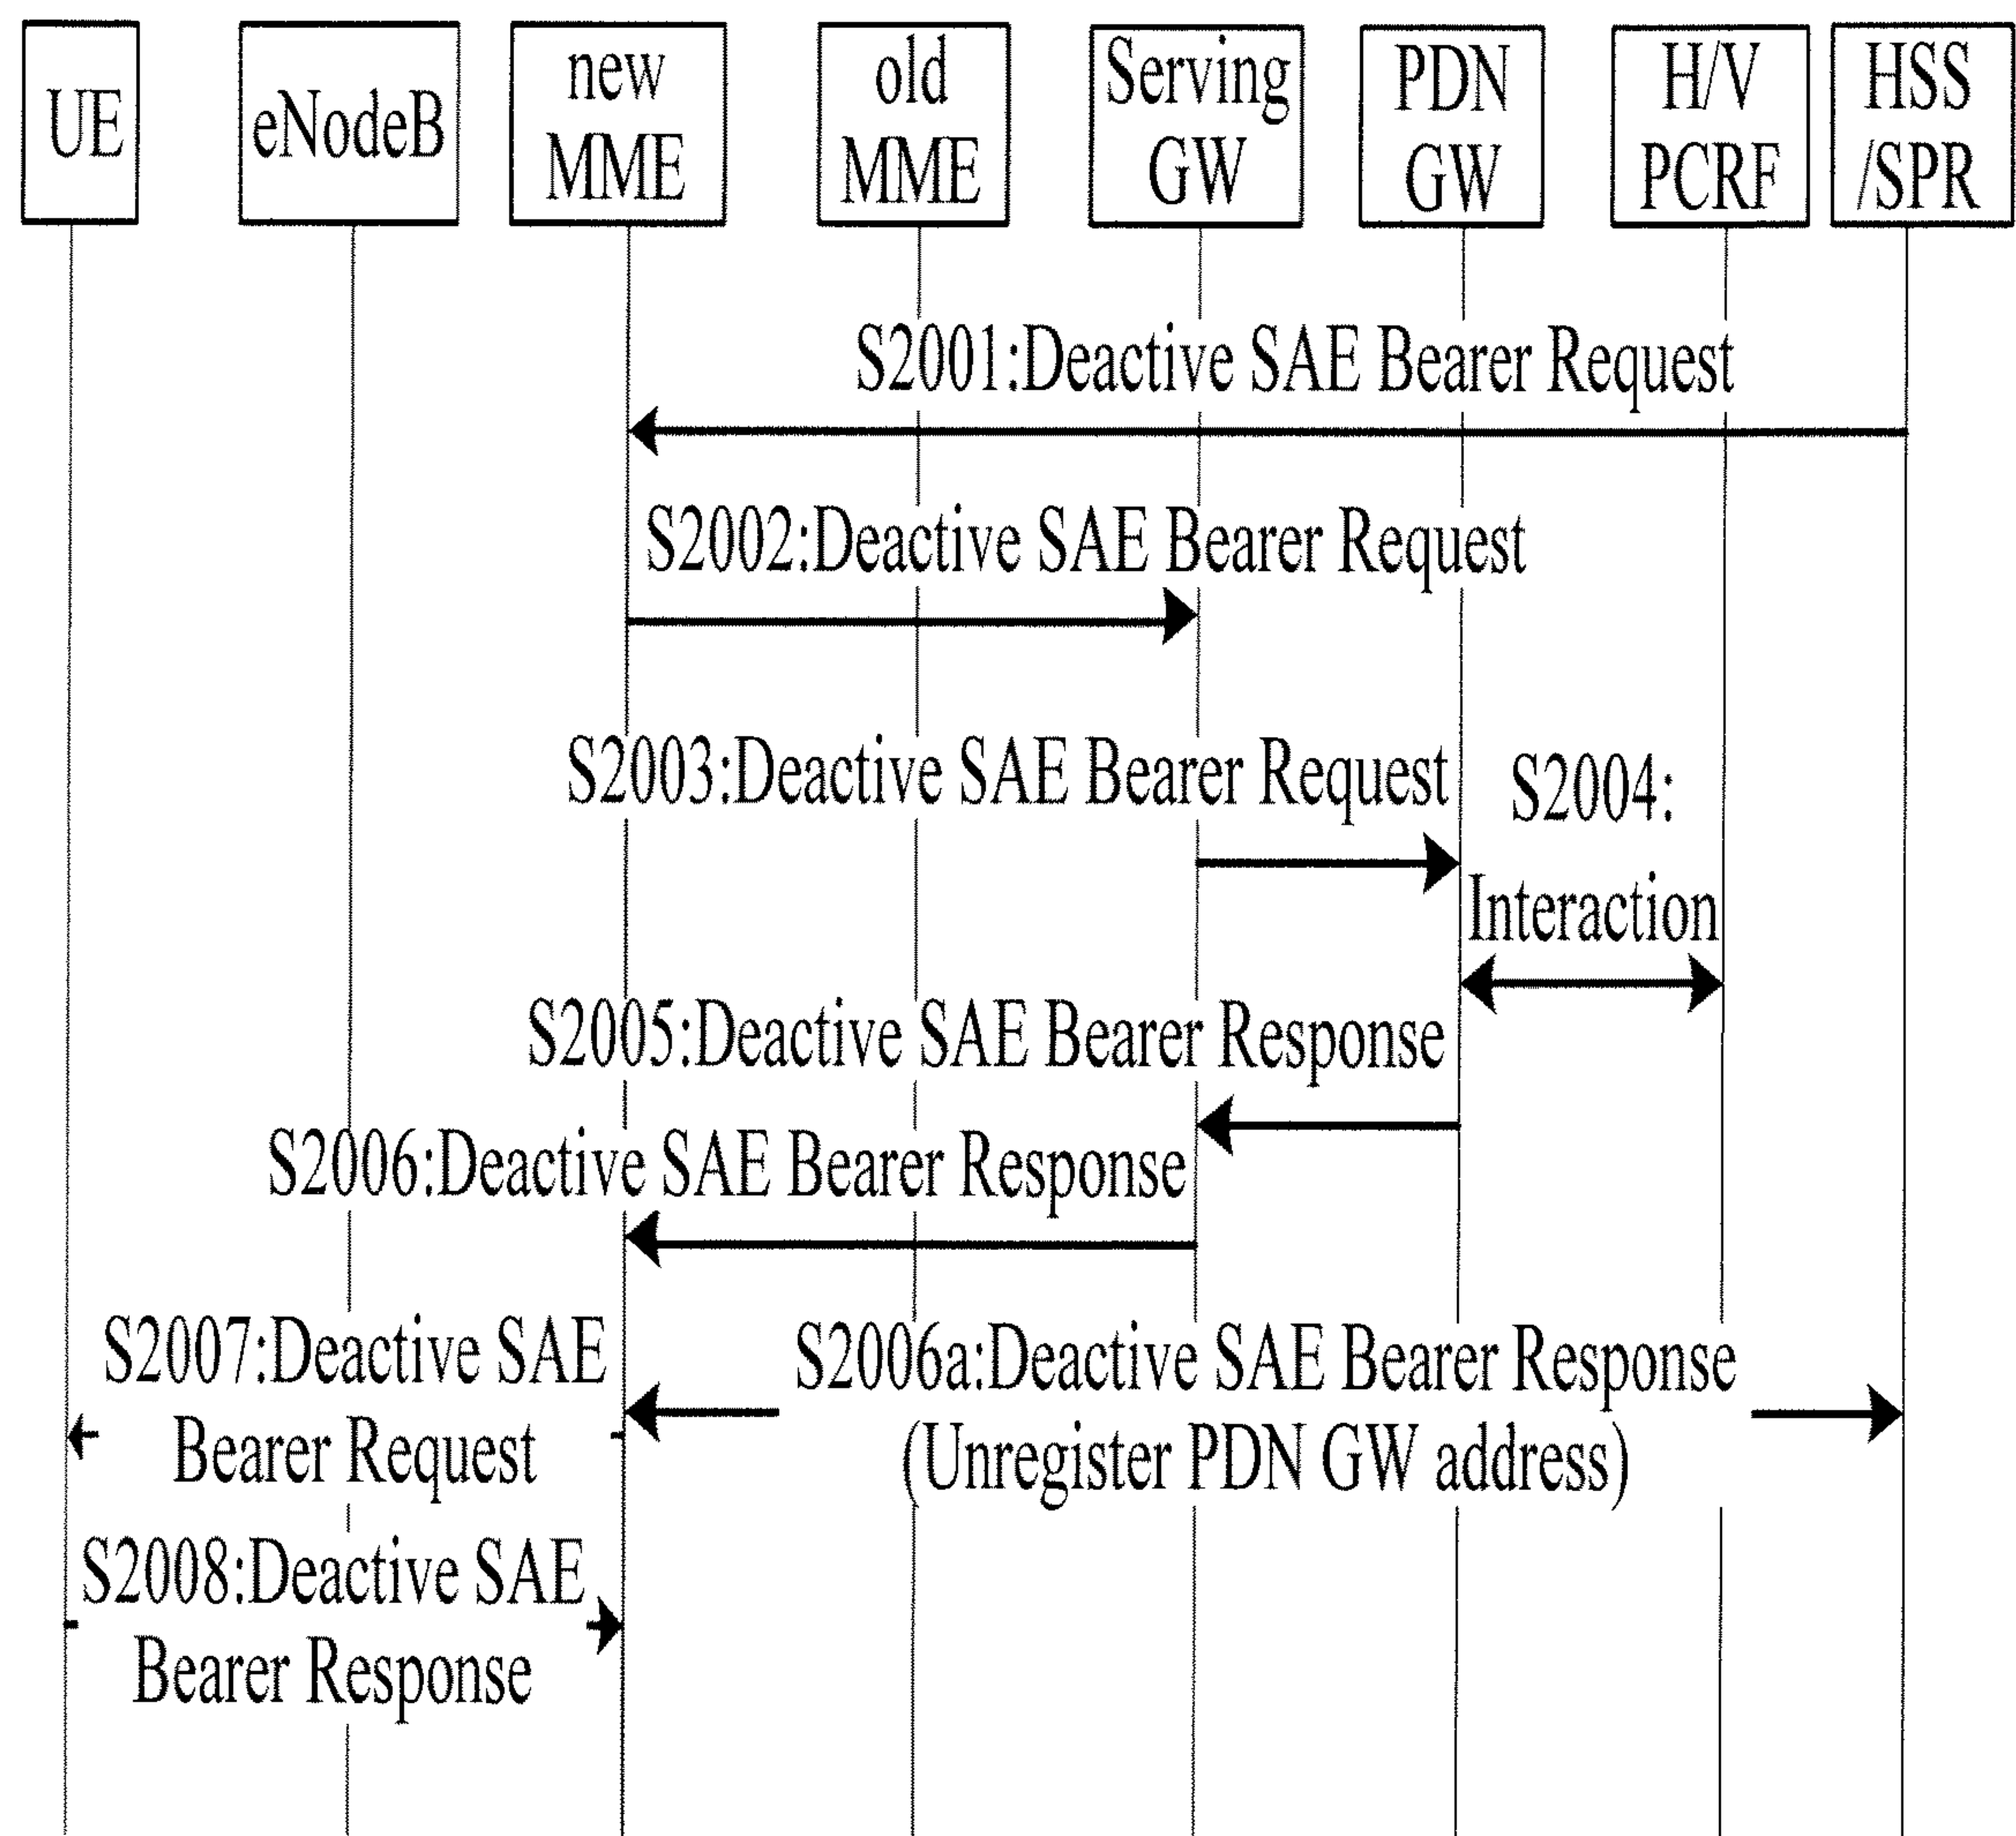 UE
eNodeB
new
MME
old
MME
Serving
GW
PDN
GW
H/V
PCRF
HSS
/SPR
S2001:Deactive SAE Bearer Request
S2002:Deactive SAE Bearer Request
S2003:Deactive SAE Bearer Request
S2004:
Interaction
S2005:Deactive SAE Bearer Response
S2006:Deactive SAE Bearer Response
S2007:Deactive SAE
Bearer Request
S2006a:Deactive SAE Bearer Response
(Unregister PDN GW address)
S2008:Deactive SAE
Bearer Response